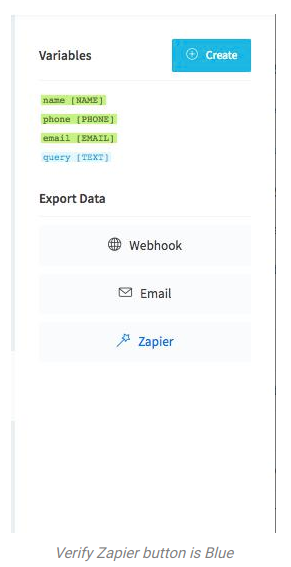 Variables
Create
name [NAME]
phone [PHONE]
email [EMAIL]
query [TEXT]
Export Data
Webhook
Email
Zapier
Verify Zapier button is Blue